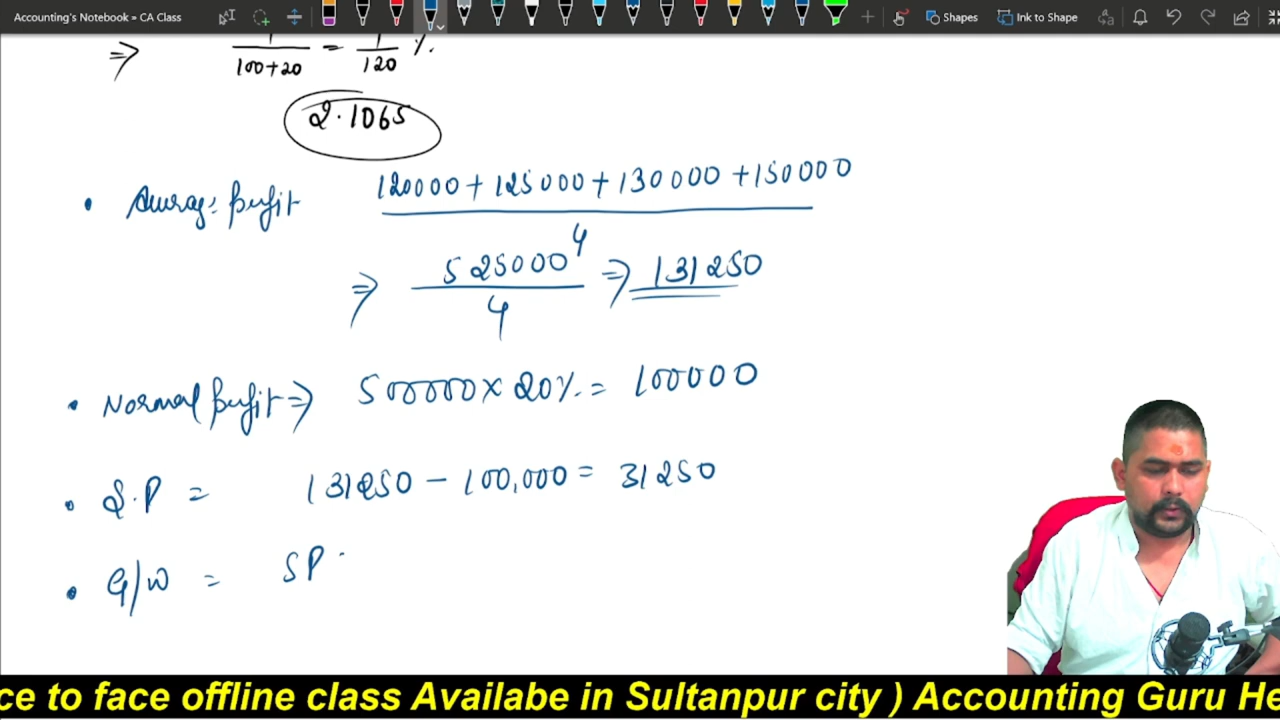 Accounting's Notebook » CA Class
Shapes
Ink to Shape
⇒ 1/100+20 = 1/120 %.
2.1065
• Average profit 120000 + 125000 + 130000 + 150000
4
⇒ 525000/4 ⇒ 131250
• Normal profit ⇒ 500000 × 20% = 100000
• S.P = 131250 - 100,000 = 31250
• G/W = SP.
ce to face offline class Availabe in Sultanpur city ) Accounting Guru He